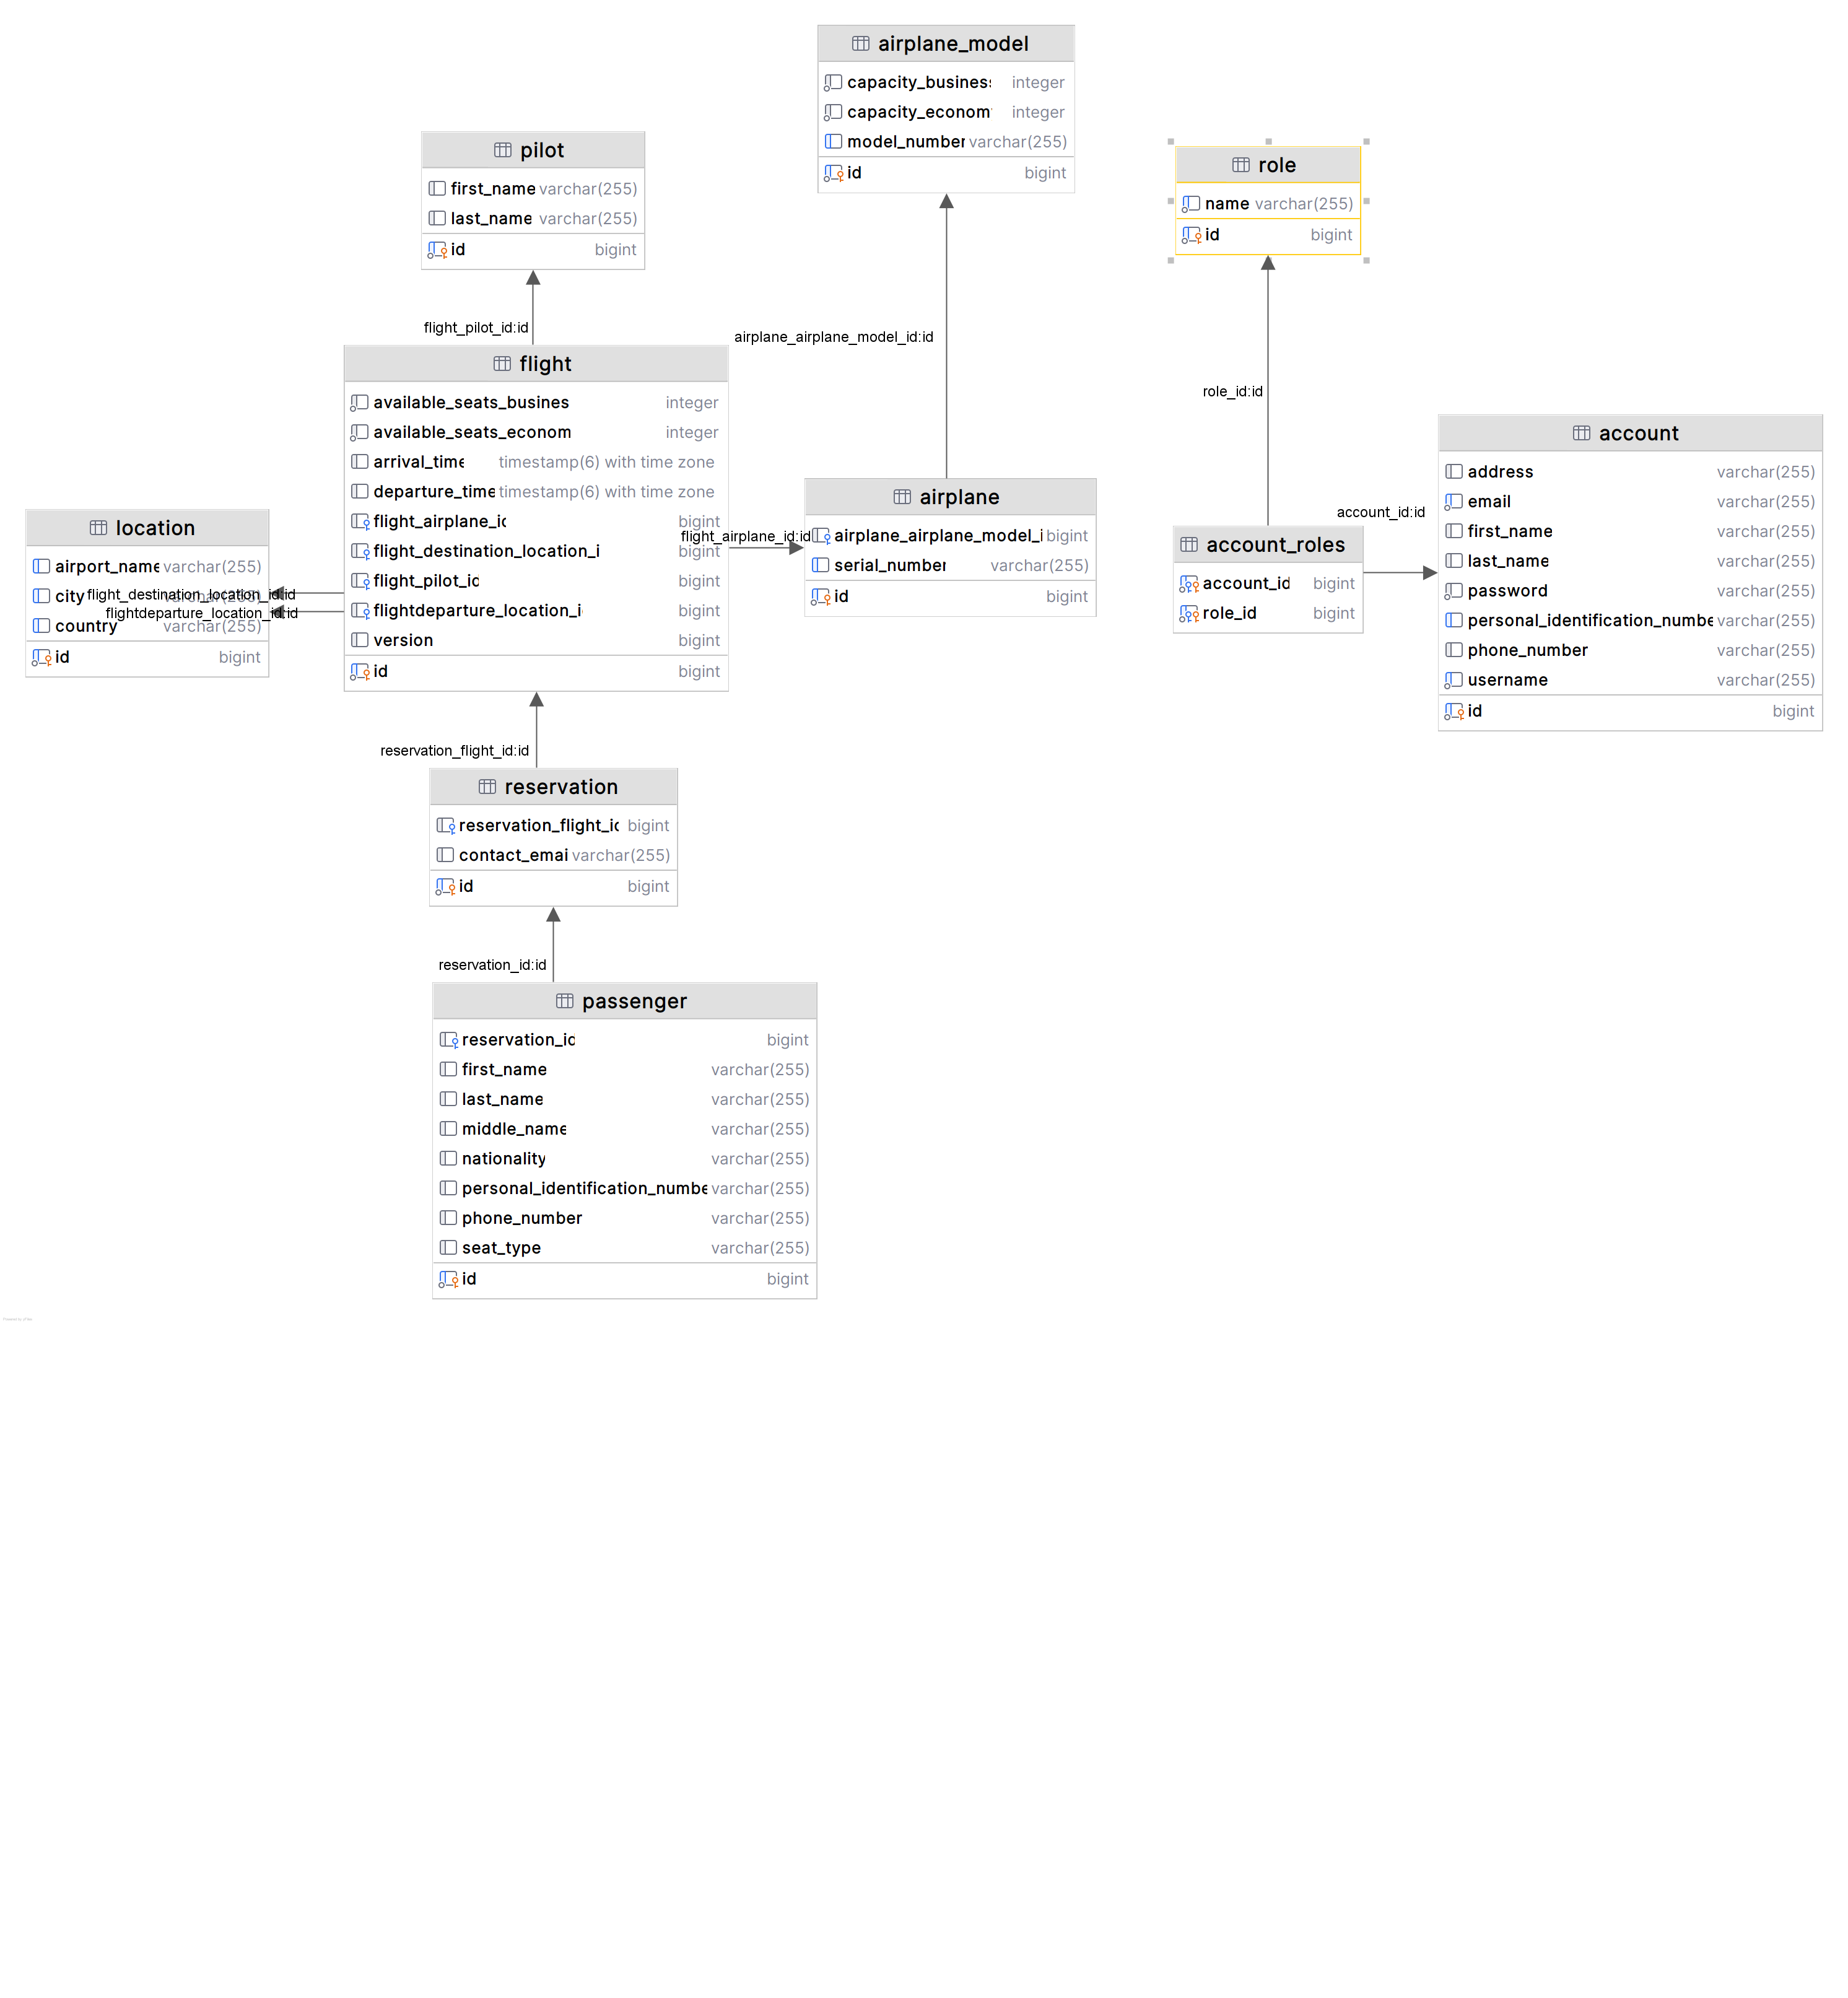 airplane_model
capacity_business integer
capacity_econom integer
model_number varchar(255)
id bigint
pilot
first_name varchar(255)
last_name varchar(255)
id bigint
role
name varchar(255)
id bigint
flight_pilot_id:id
airplane_airplane_model_id:id
role_id:id
flight
available_seats_busines integer
available_seats_econom integer
arrival_time timestamp(6) with time zone
departure_time timestamp(6) with time zone
flight_airplane_id bigint
flight_destination_location_i bigint
flight_pilot_id bigint
flightdeparture_location_i bigint
version bigint
id bigint
flight_airplane_id:id
airplane
airplane_airplane_model_i bigint
serial_number varchar(255)
id bigint
location
airport_name varchar(255)
city varchar(255)
country varchar(255)
id bigint
flight_destination_location_id:id
flightdeparture_location_id:id
account_id:id
account_roles
account_id bigint
role_id bigint
account
address varchar(255)
email varchar(255)
first_name varchar(255)
last_name varchar(255)
password varchar(255)
personal_identification_numbe varchar(255)
phone_number varchar(255)
username varchar(255)
id bigint
reservation_flight_id:id
reservation
reservation_flight_id bigint
contact_emai varchar(255)
id bigint
reservation_id:id
passenger
reservation_id bigint
first_name varchar(255)
last_name varchar(255)
middle_name varchar(255)
nationality varchar(255)
personal_identification_numbe varchar(255)
phone_number varchar(255)
seat_type varchar(255)
id bigint